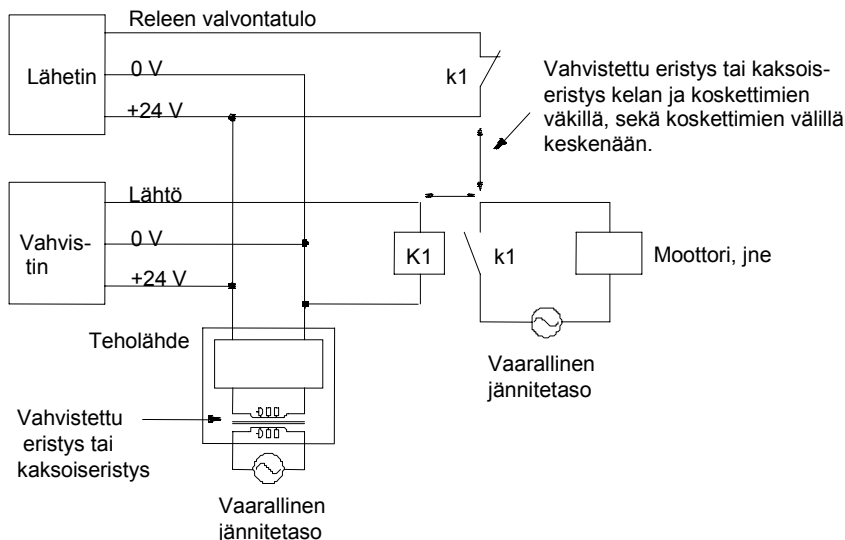 Releen valvontatulo
Lähetin
0 V
+24 V
k1
Vahvistettu eristys tai kaksois-
eristys kelan ja koskettimien
väkillä, sekä koskettimien välillä
keskenään.
Lähtö
Vahvis-
tin
0 V
+24 V
K1
k1
Moottori, jne
Teholähde
Vaarallinen
jännitetaso
Vahvistettu
eristys tai
kaksoiseristys
Vaarallinen
jännitetaso